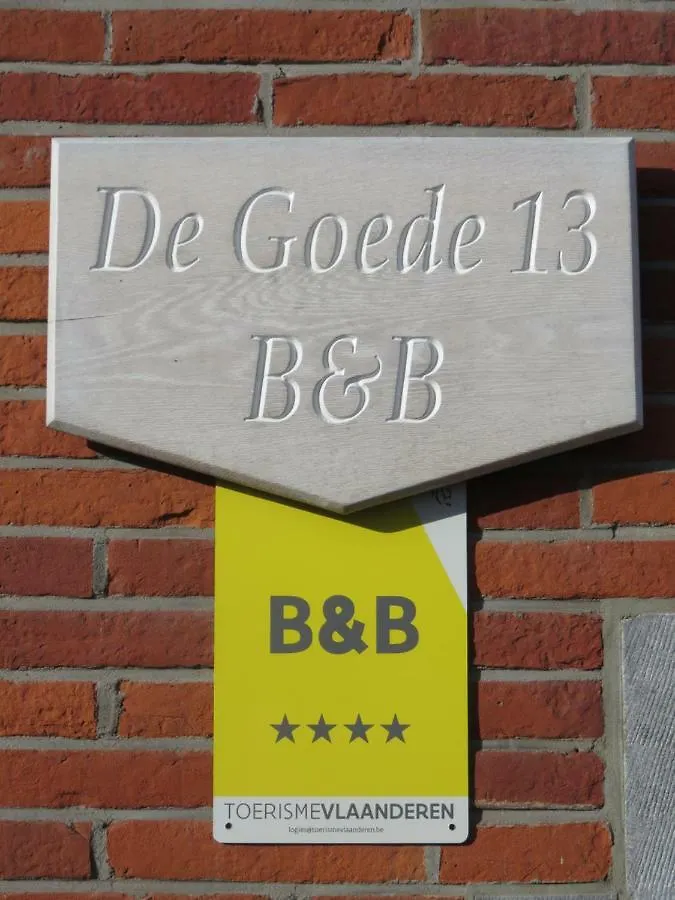 De Goede 13
B&B
B&B
★★★★
TOERISMEVLAANDEREN
logies@toerismevlaanderen.be